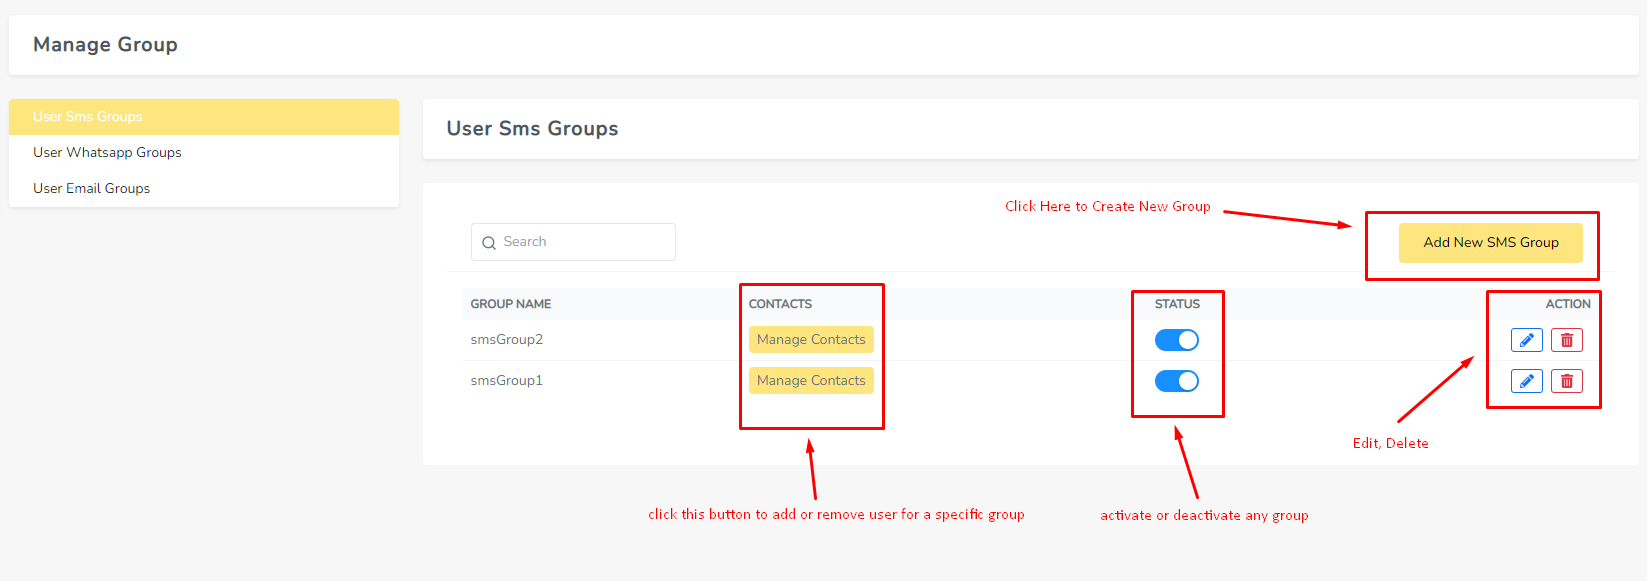 Manage Group
User Sms Groups
User Whatsapp Groups
User Email Groups
User Sms Groups
Click Here to Create New Group
Search
Add New SMS Group
GROUP NAME CONTACTS STATUS ACTION
smsGroup2 Manage Contacts
smsGroup1 Manage Contacts
Edit, Delete
click this button to add or remove user for a specific group
activate or deactivate any group